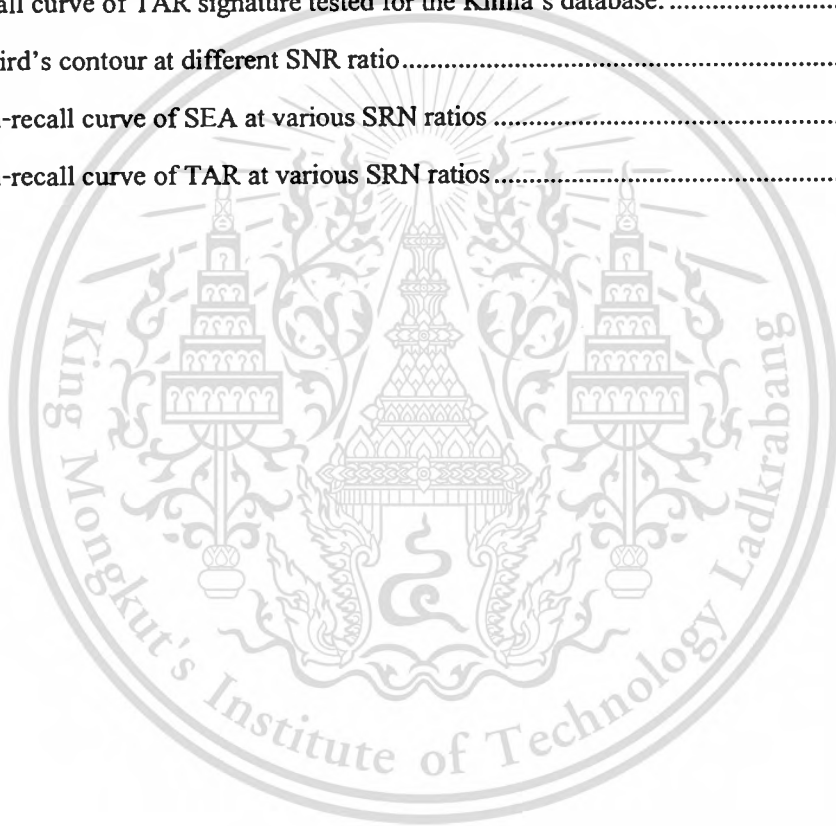 all curve of TAR signature tested for the Kimia's database.
ird's contour at different SNR ratio
-recall curve of SEA at various SRN ratios
-recall curve of TAR at various SRN ratios
King Mongkut's Institute of Technology Ladkrabang